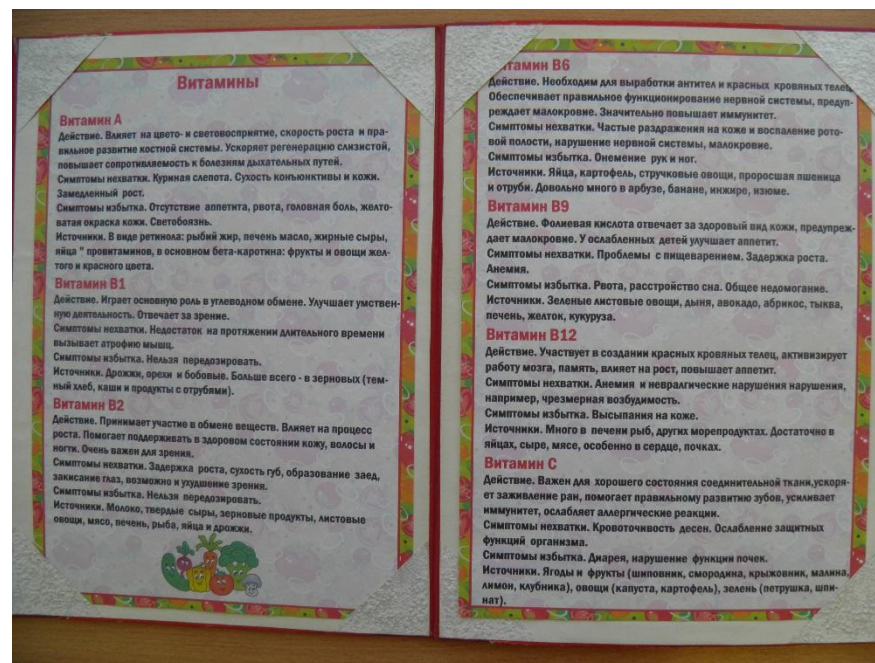 Витамины
Витамин А
Действие. Влияет на цвето- и световосприятие, скорость роста и пра-
вильное развитие костной системы. Ускоряет регенерацию слизистой,
повышает сопротивляемость к болезням дыхательных путей.
Симптомы нехватки. Куриная слепота. Сухость конъюнктивы и кожи.
Замедленный рост.
Симптомы избытка. Отсутствие аппетита, рвота, головная боль, желто-
ватая окраска кожи. Светобоязнь.
Источники. В виде ретинола: рыбий жир, печень масло, жирные сыры,
яйца " провитаминов, в основном бета-каротина: фрукты и овощи жел-
того и красного цвета.
Витамин В1
Действие. Играет основную роль в углеводном обмене. Улучшает умствен-
ную деятельность. Отвечает за зрение.
Симптомы нехватки. Недостаток на протяжении длительного времени
вызывает атрофию мышц.
Симптомы избытка. Нельзя передозировать.
Источники. Дрожжи, орехи и бобовые. Больше всего - в зерновых (тем-
ный хлеб, каши и продукты с отрубями).
Витамин В2
Действие. Принимает участие в обмене веществ. Влияет на процесс
роста. Помогает поддерживать в здоровом состоянии кожу, волосы и
ногти. Очень важен для зрения.
Симптомы нехватки. Задержка роста, сухость губ, образование заед,
закисание глаз, возможно и ухудшение зрения.
Симптомы избытка. Нельзя передозировать.
Источники. Молоко, твердые сыры, зерновые продукты, листовые
овощи, мясо, печень, рыба, яйца и дрожжи.
Витамин В6
Действие. Необходим для выработки антител и красных кровяных телец
Обеспечивает правильное функционирование нервной системы, предуп-
реждает малокровие. Значительно повышает иммунитет.
Симптомы нехватки. Частые раздражения на коже и воспаление рото-
вой полости, нарушение нервной системы, малокровие.
Симптомы избытка. Онемение рук и ног.
Источники. Яйца, картофель, стручковые овощи, проросшая пшеница
и отруби. Довольно много в арбузе, банане, инжире, изюме.
Витамин В9
Действие. Фолиевая кислота отвечает за здоровый вид кожи, предупреж-
дает малокровие. У ослабленных детей улучшает аппетит.
Симптомы нехватки. Проблемы с пищеварением. Задержка роста.
Анемия.
Симптомы избытка. Рвота, расстройство сна. Общее недомогание.
Источники. Зеленые листовые овощи, дыня, авокадо, абрикос, тыква,
печень, желток, кукуруза.
Витамин В12
Действие. Участвует в создании красных кровяных телец, активизирует
работу мозга, память, влияет на рост, повышает аппетит.
Симптомы нехватки. Анемия и невралгические нарушения нарушения,
например, чрезмерная возбудимость.
Симптомы избытка. Высыпания на коже.
Источники. Много в печени рыб, других морепродуктах. Достаточно в
яйцах, сыре, мясе, особенно в сердце, почках.
Витамин С
Действие. Важен для хорошего состояния соединительной ткани,ускоря-
ет заживление ран, помогает правильному развитию зубов, усиливает
иммунитет, ослабляет аллергические реакции.
Симптомы нехватки. Кровоточивость десен. Ослабление защитных
функций организма.
Симптомы избытка. Диарея, нарушение функции почек.
Источники. Ягоды и фрукты (шиповник, смородина, крыжовник, малина,
лимон, клубника), овощи (капуста, картофель), зелень (петрушка, шпи-
нат).